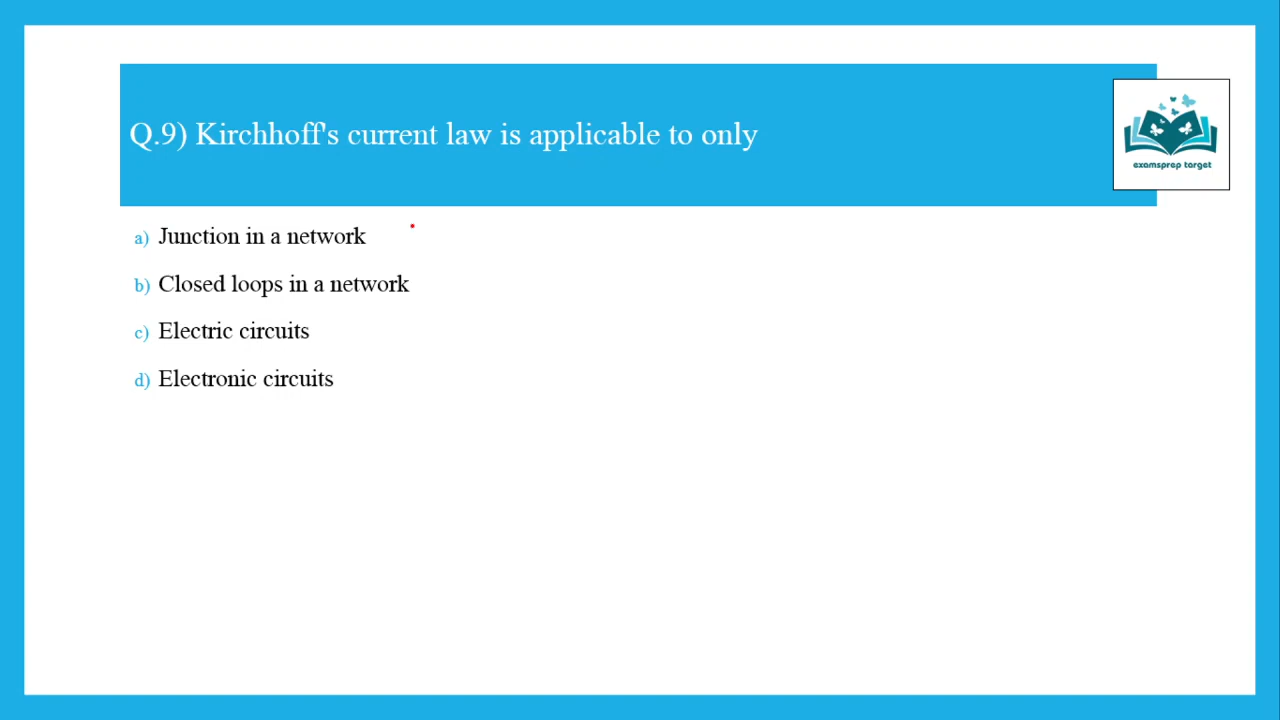 Q.9) Kirchhoff's current law is applicable to only
examsprep target
a) Junction in a network
b) Closed loops in a network
c) Electric circuits
d) Electronic circuits